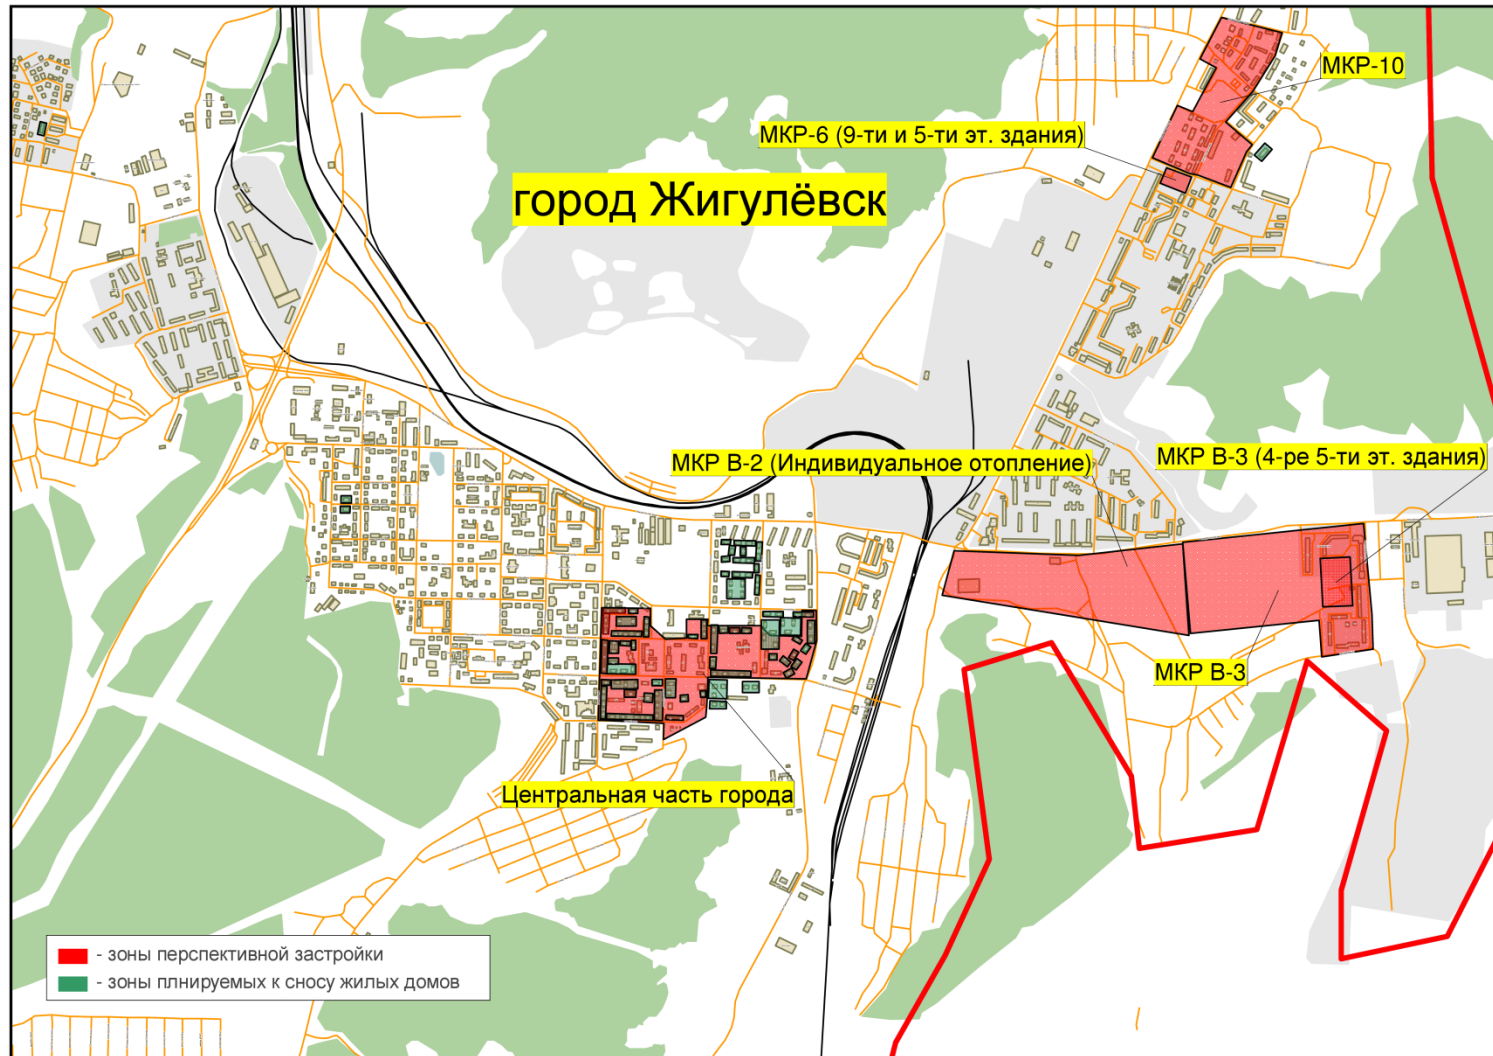 МКР-10
МКР-6 (9-ти и 5-ти эт. здания)
город Жигулёвск
МКР В-2 (Индивидуальное отопление)
МКР В-3 (4-ре 5-ти эт. здания)
МКР В-3
Центральная часть города
- зоны перспективной застройки
- зоны плнируемых к сносу жилых домов